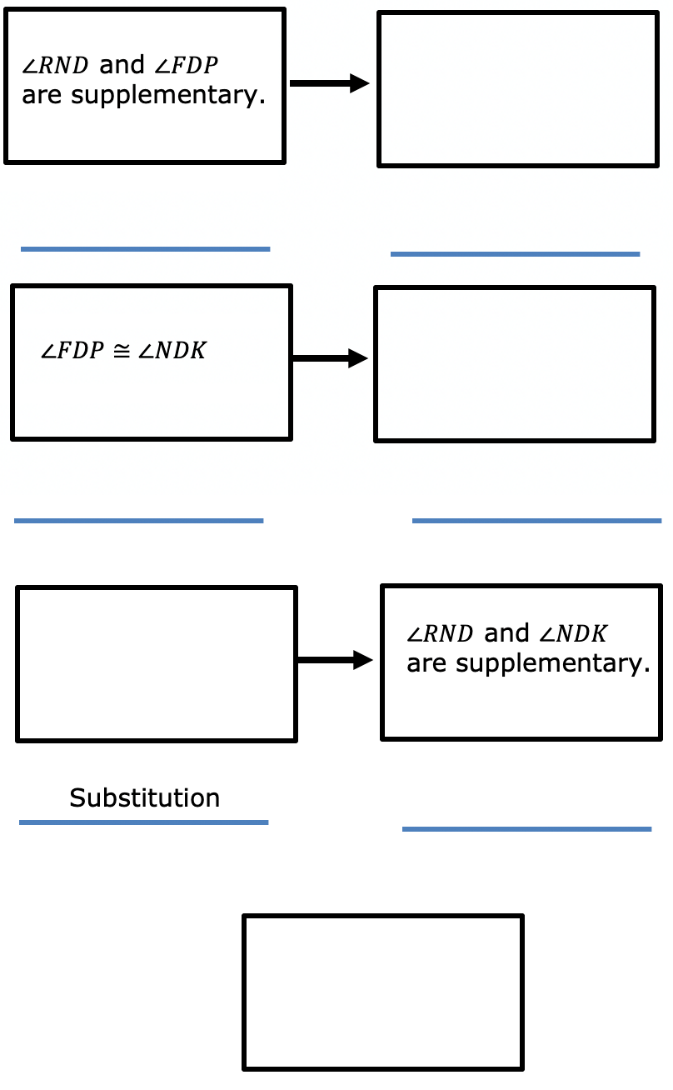 ∠RND and ∠FDP
are supplementary.
∠FDP ≅ ∠NDK
∠RND and ∠NDK
are supplementary.
Substitution